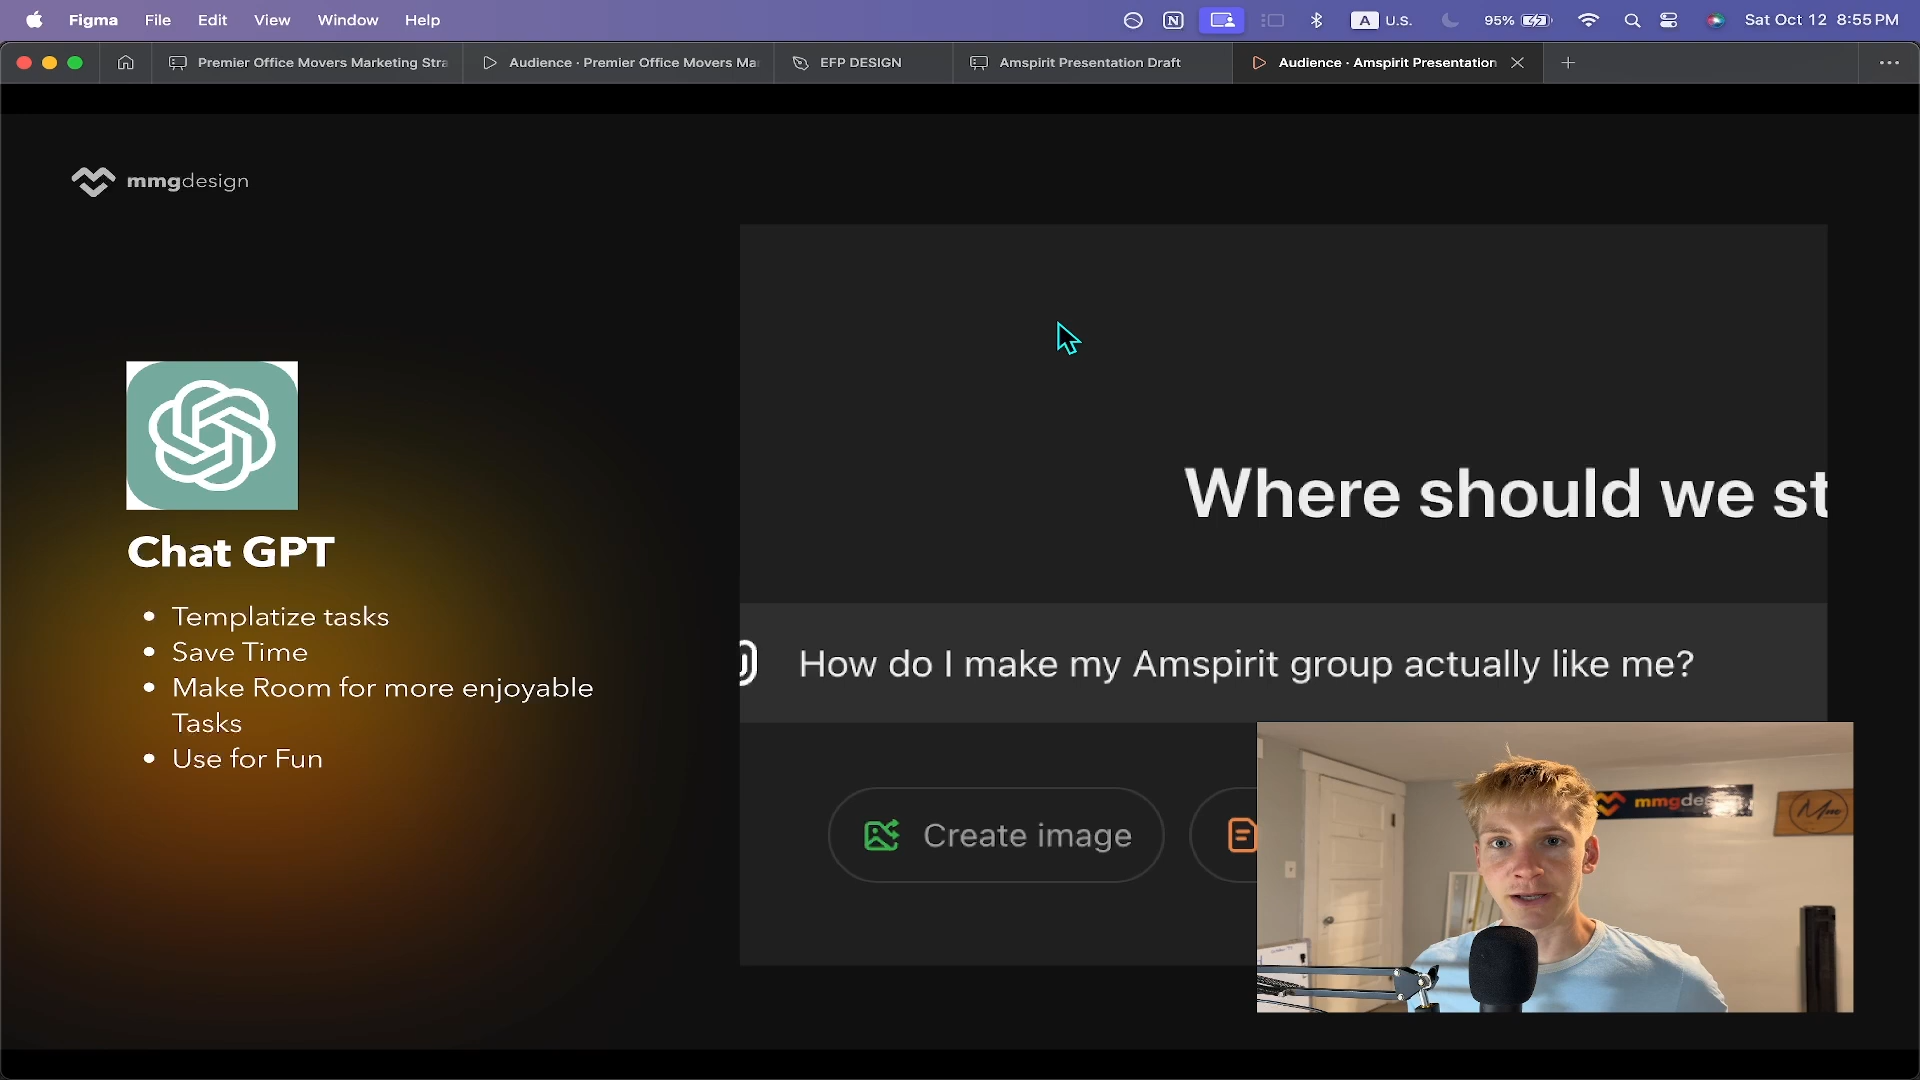 Figma File Edit View Window Help
A U.S. 95% Sat Oct 12 8:55 PM
Premier Office Movers Marketing Stra
Audience · Premier Office Movers Ma
EFP DESIGN
Amspirit Presentation Draft
Audience · Amspirit Presentation
mmgdesign
Where should we st
Chat GPT
Templatize tasks
Save Time
Make Room for more enjoyable
Tasks
Use for Fun
How do I make my Amspirit group actually like me?
Create image